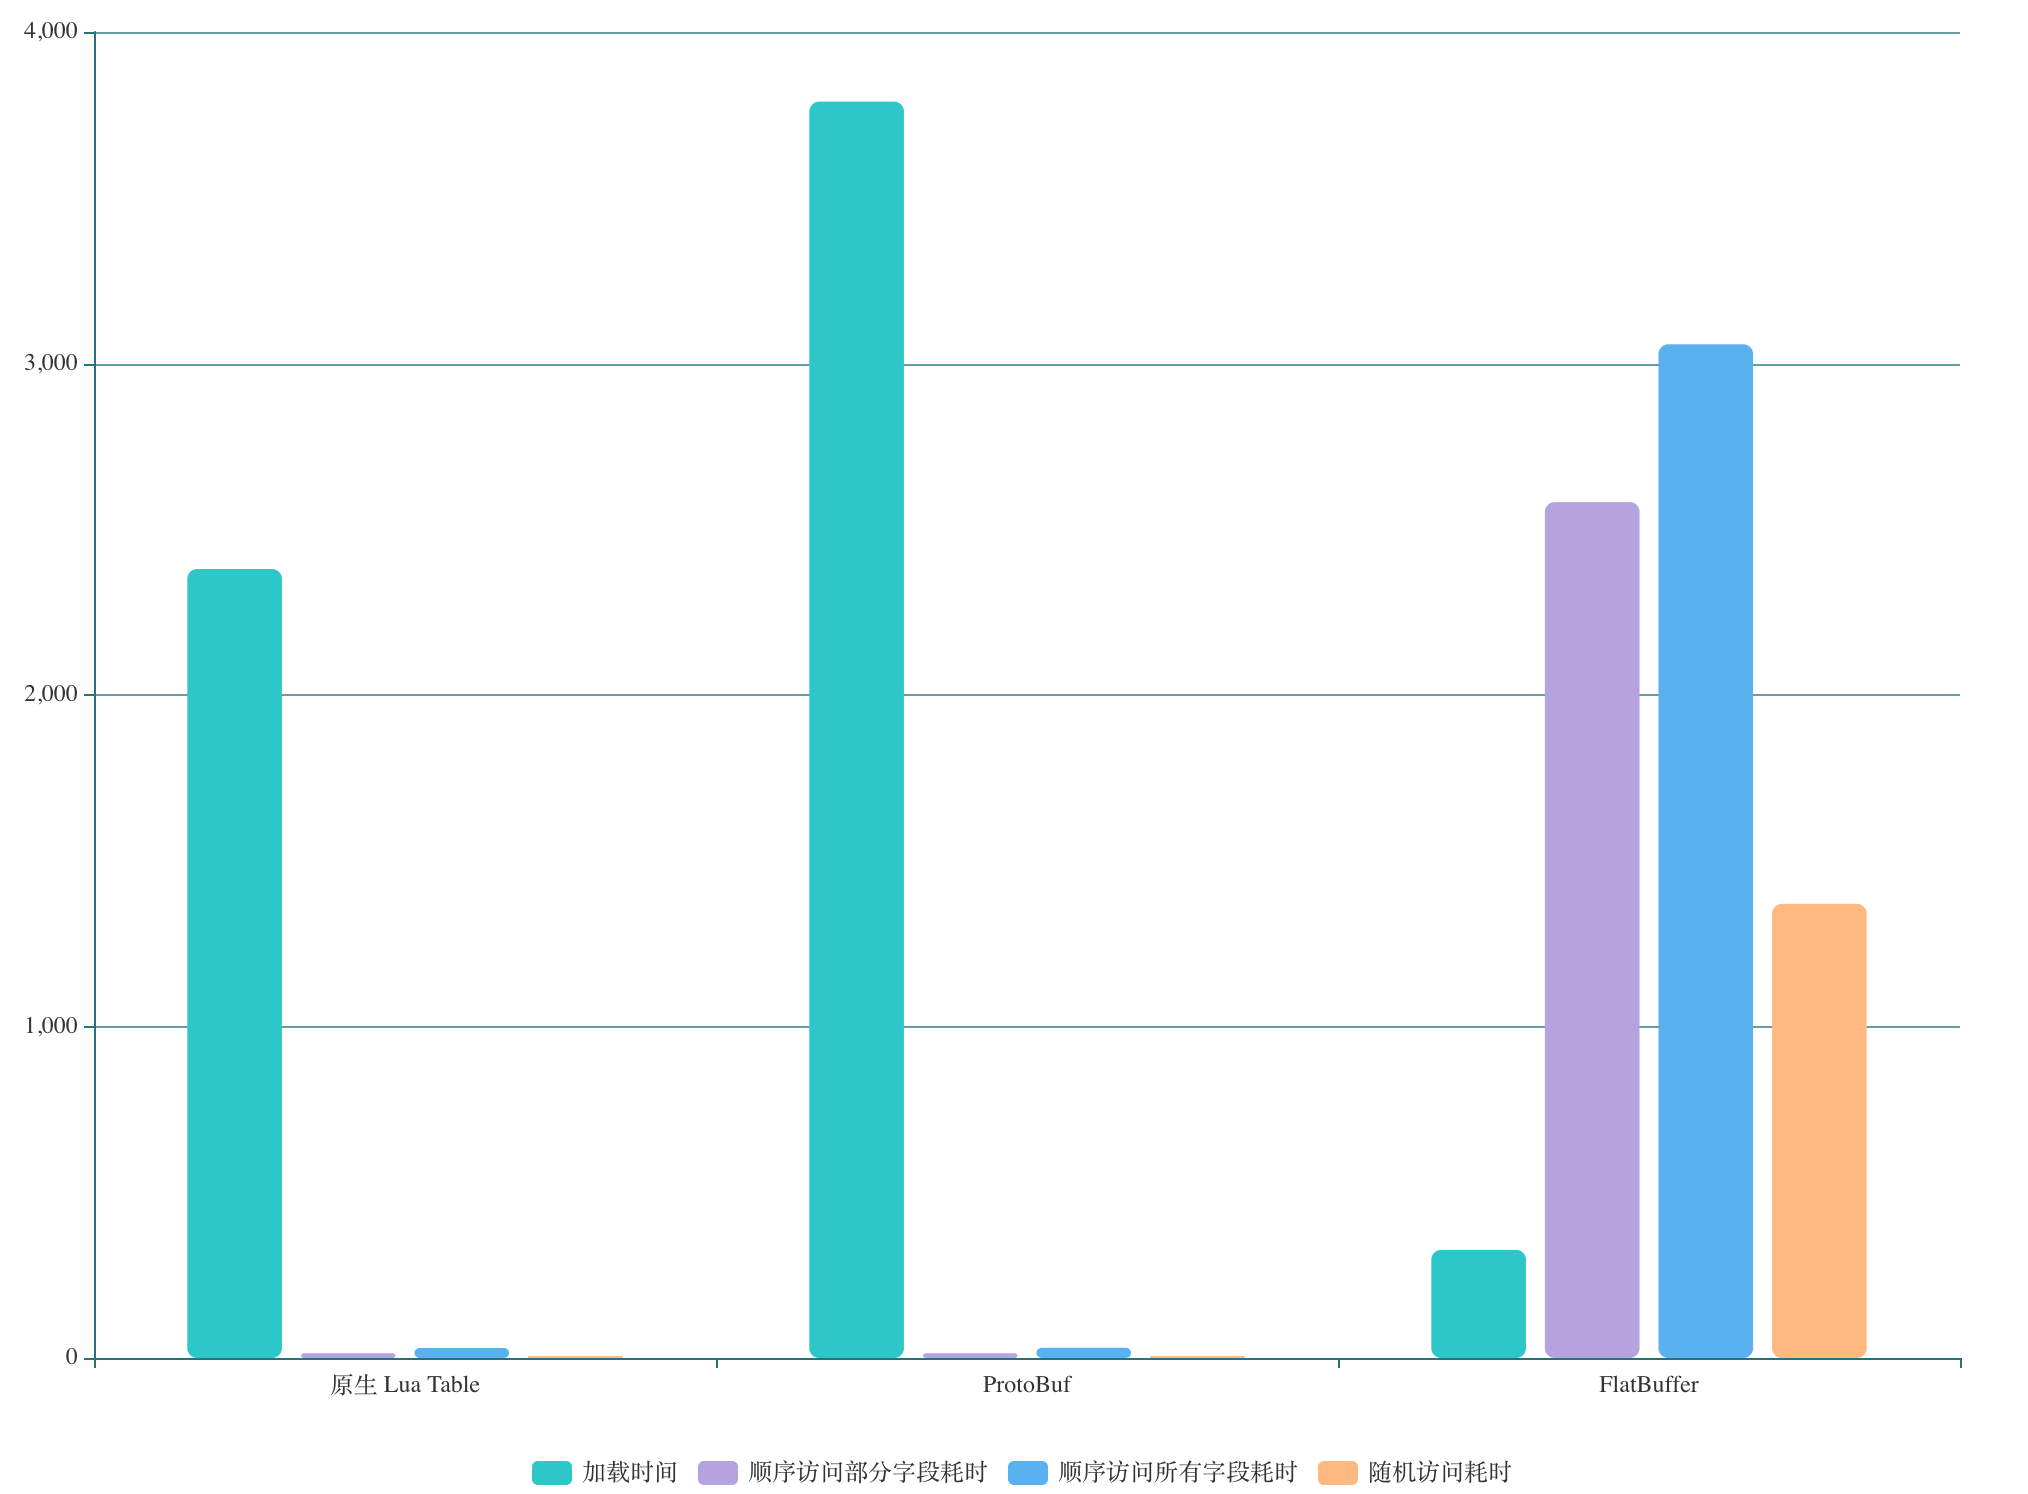 4,000
3,000
2,000
1,000
0
原生 Lua Table
ProtoBuf
FlatBuffer
加载时间
顺序访问部分字段耗时
顺序访问所有字段耗时
随机访问耗时